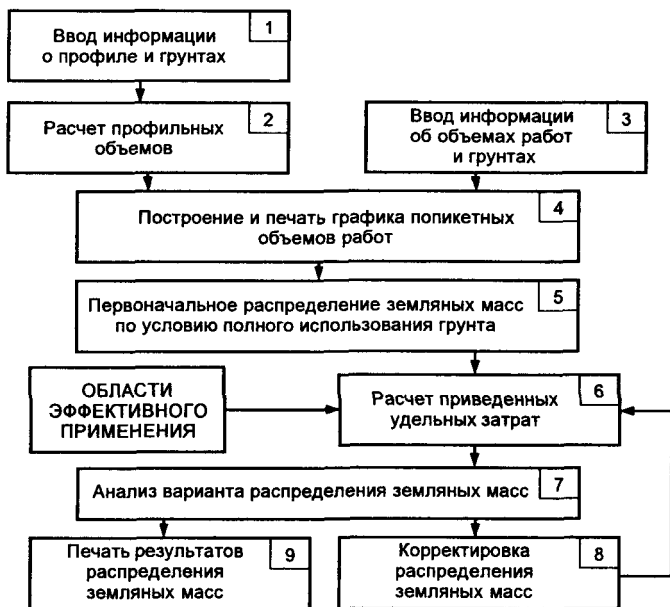 1
Ввод информации
о профиле и грунтах
2
Расчет профильных
объемов
3
Ввод информации
об объемах работ
и грунтах
4
Построение и печать графика попикетных
объемов работ
5
Первоначальное распределение земляных масс
по условию полного использования грунта
ОБЛАСТИ
ЭФФЕКТИВНОГО
ПРИМЕНЕНИЯ
6
Расчет приведенных
удельных затрат
7
Анализ варианта распределения земляных масс
9
Печать результатов
распределения
земляных масс
8
Корректировка
распределения
земляных масс